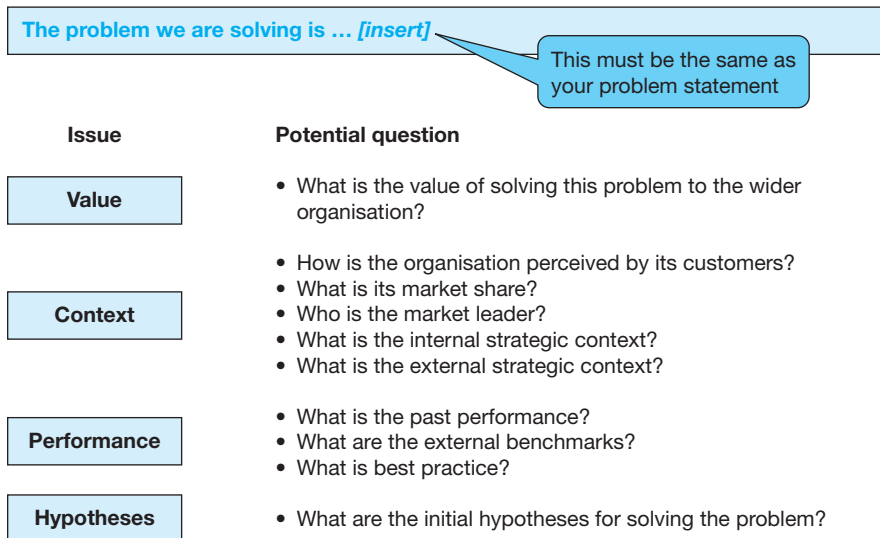 The problem we are solving is … [insert]
This must be the same as
your problem statement
Issue
Potential question
Value
• What is the value of solving this problem to the wider
organisation?
Context
• How is the organisation perceived by its customers?
• What is its market share?
• Who is the market leader?
• What is the internal strategic context?
• What is the external strategic context?
Performance
• What is the past performance?
• What are the external benchmarks?
• What is best practice?
Hypotheses
• What are the initial hypotheses for solving the problem?